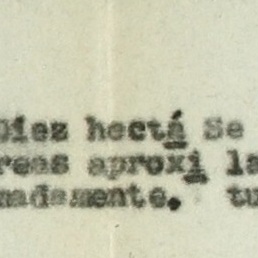 Diez hectá Se
reas aproxi la
madamente. tu